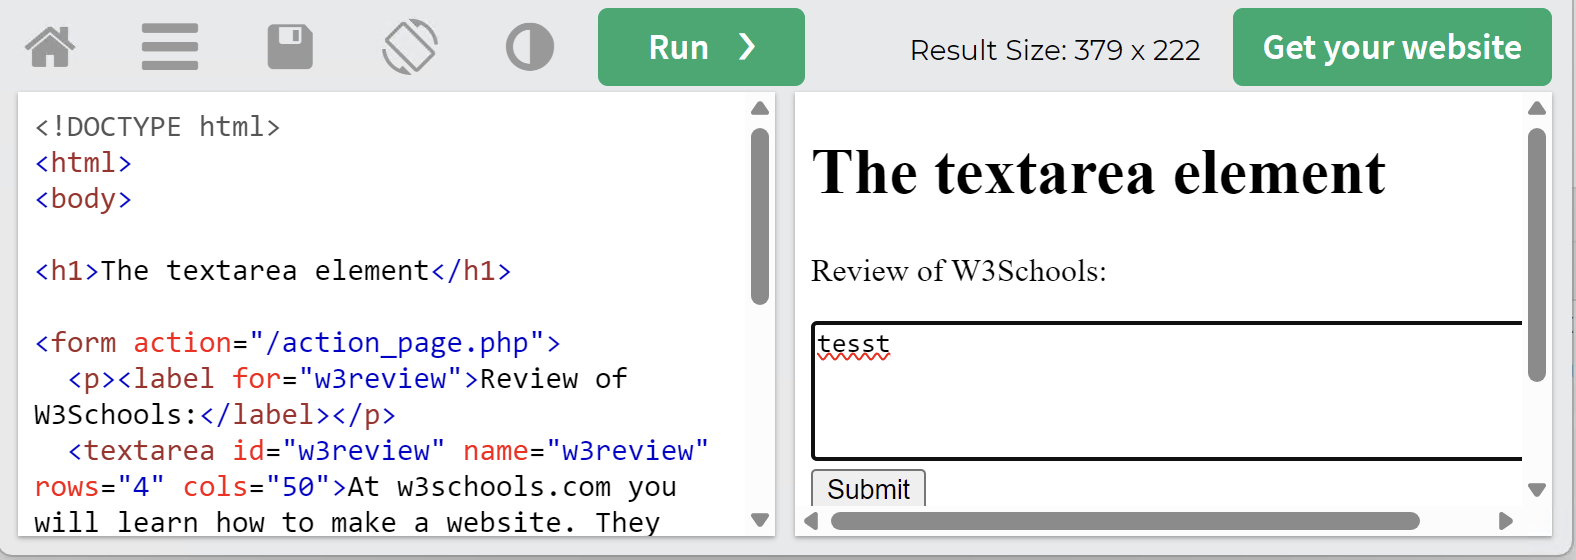 Run ❯
Result Size: 379 x 222
Get your website
<!DOCTYPE html>
<html>
<body>
<h1>The textarea element</h1>
<form action="/action_page.php">
<p><label for="w3review">Review of
W3Schools:</label></p>
<textarea id="w3review" name="w3review"
rows="4" cols="50">At w3schools.com you
will learn how to make a website. They
The textarea element
Review of W3Schools:
tesst
Submit